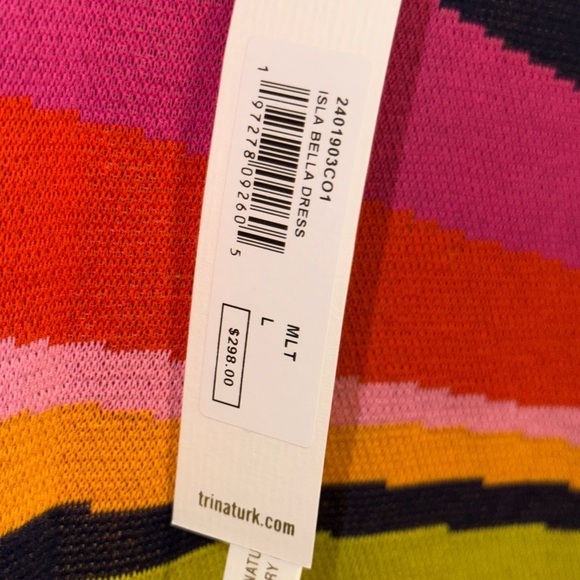 2401903CO1
ISLA BELLA DRESS
1 97278 09260 5
MLT
L
$298.00
trinaturk.com